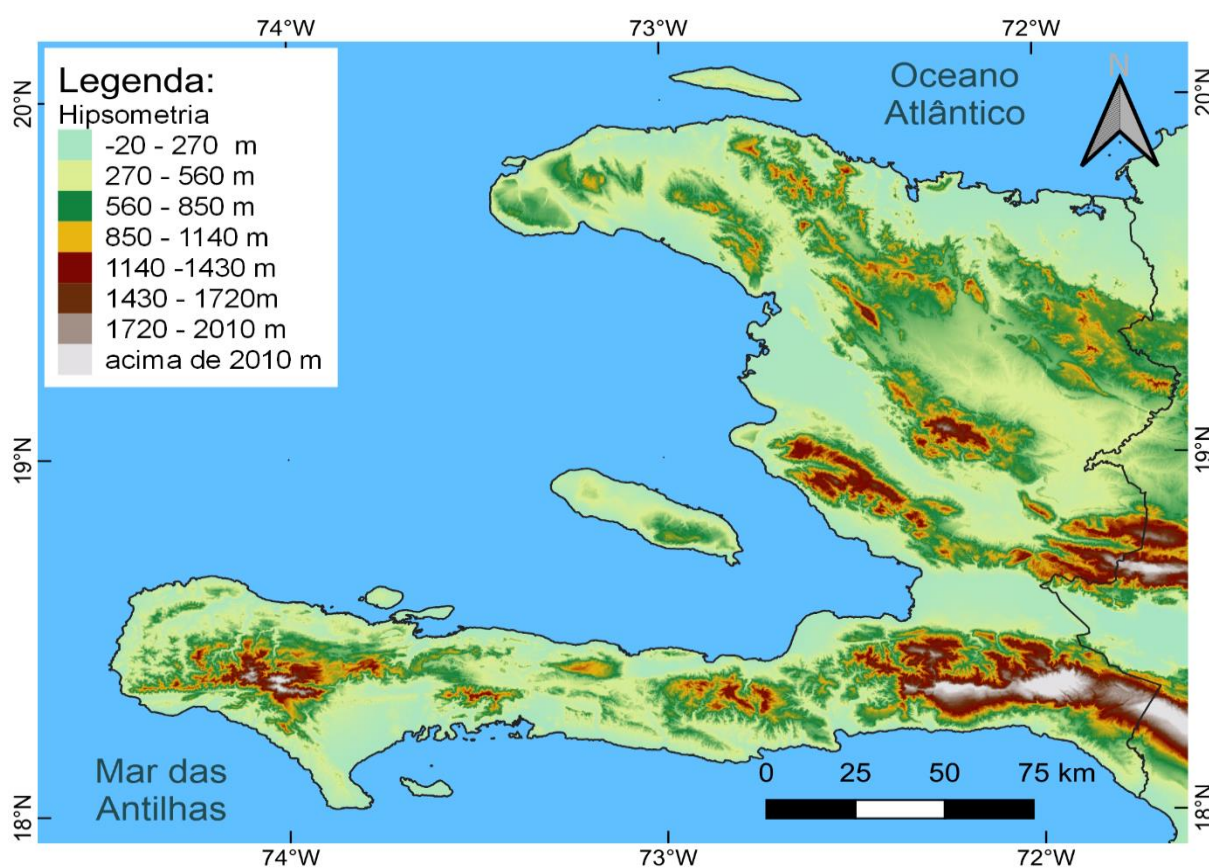 74°W 73°W 72°W
Legenda:
Hipsometria
-20 - 270 m
270 - 560 m
560 - 850 m
850 - 1140 m
1140 -1430 m
1430 - 1720m
1720 - 2010 m
acima de 2010 m
Oceano
Atlântico
N
20°N 20°N
19°N 19°N
Mar das
Antilhas
0 25 50 75 km
18°N 18°N
74°W 73°W 72°W